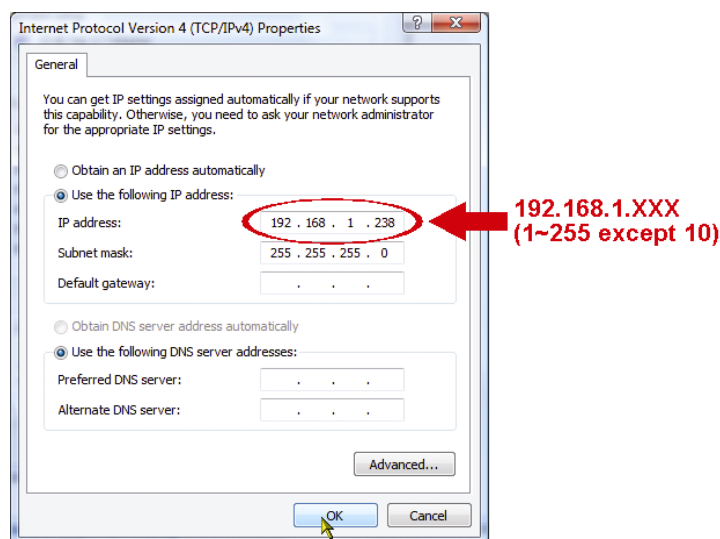 Internet Protocol Version 4 (TCP/IPv4) Properties
General
You can get IP settings assigned automatically if your network supports
this capability. Otherwise, you need to ask your network administrator
for the appropriate IP settings.
Obtain an IP address automatically
Use the following IP address:
IP address: 192 . 168 . 1 . 238
192.168.1.XXX
(1~255 except 10)
Subnet mask: 255 . 255 . 255 . 0
Default gateway: . . .
Obtain DNS server address automatically
Use the following DNS server addresses:
Preferred DNS server: . . .
Alternate DNS server: . . .
Advanced...
OK Cancel